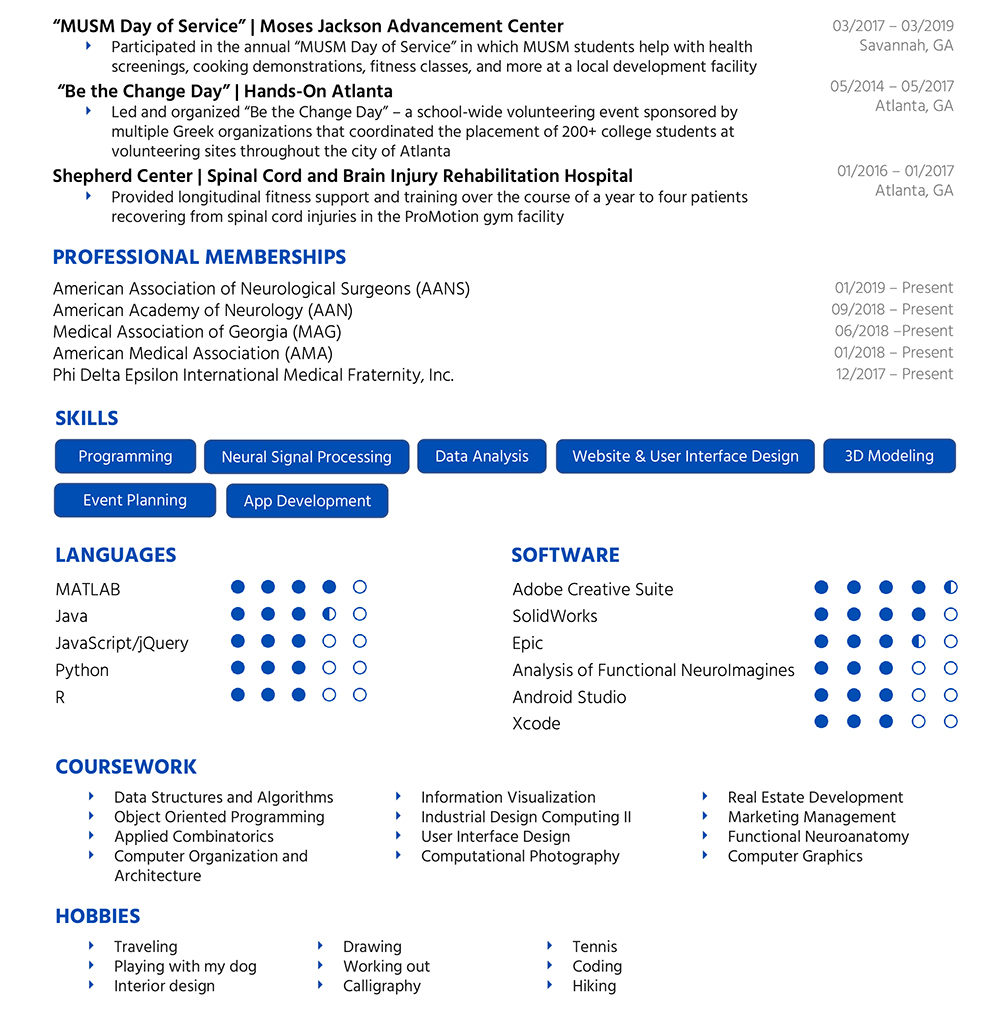 “MUSM Day of Service” | Moses Jackson Advancement Center 03/2017 – 03/2019
Participated in the annual “MUSM Day of Service” in which MUSM students help with health Savannah, GA
screenings, cooking demonstrations, fitness classes, and more at a local development facility
“Be the Change Day” | Hands-On Atlanta 05/2014 – 05/2017
Led and organized “Be the Change Day” – a school-wide volunteering event sponsored by Atlanta, GA
multiple Greek organizations that coordinated the placement of 200+ college students at
volunteering sites throughout the city of Atlanta
Shepherd Center | Spinal Cord and Brain Injury Rehabilitation Hospital 01/2016 – 01/2017
Provided longitudinal fitness support and training over the course of a year to four patients Atlanta, GA
recovering from spinal cord injuries in the ProMotion gym facility
PROFESSIONAL MEMBERSHIPS
American Association of Neurological Surgeons (AANS) 01/2019 – Present
American Academy of Neurology (AAN) 09/2018 – Present
Medical Association of Georgia (MAG) 06/2018 –Present
American Medical Association (AMA) 01/2018 – Present
Phi Delta Epsilon International Medical Fraternity, Inc. 12/2017 – Present
SKILLS
Programming Neural Signal Processing Data Analysis Website & User Interface Design 3D Modeling
Event Planning App Development
LANGUAGES
MATLAB
Java
JavaScript/jQuery
Python
R
SOFTWARE
Adobe Creative Suite
SolidWorks
Epic
Analysis of Functional NeuroImagines
Android Studio
Xcode
COURSEWORK
Data Structures and Algorithms
Object Oriented Programming
Applied Combinatorics
Computer Organization and
Architecture
Information Visualization
Industrial Design Computing II
User Interface Design
Computational Photography
Real Estate Development
Marketing Management
Functional Neuroanatomy
Computer Graphics
HOBBIES
Traveling
Playing with my dog
Interior design
Drawing
Working out
Calligraphy
Tennis
Coding
Hiking